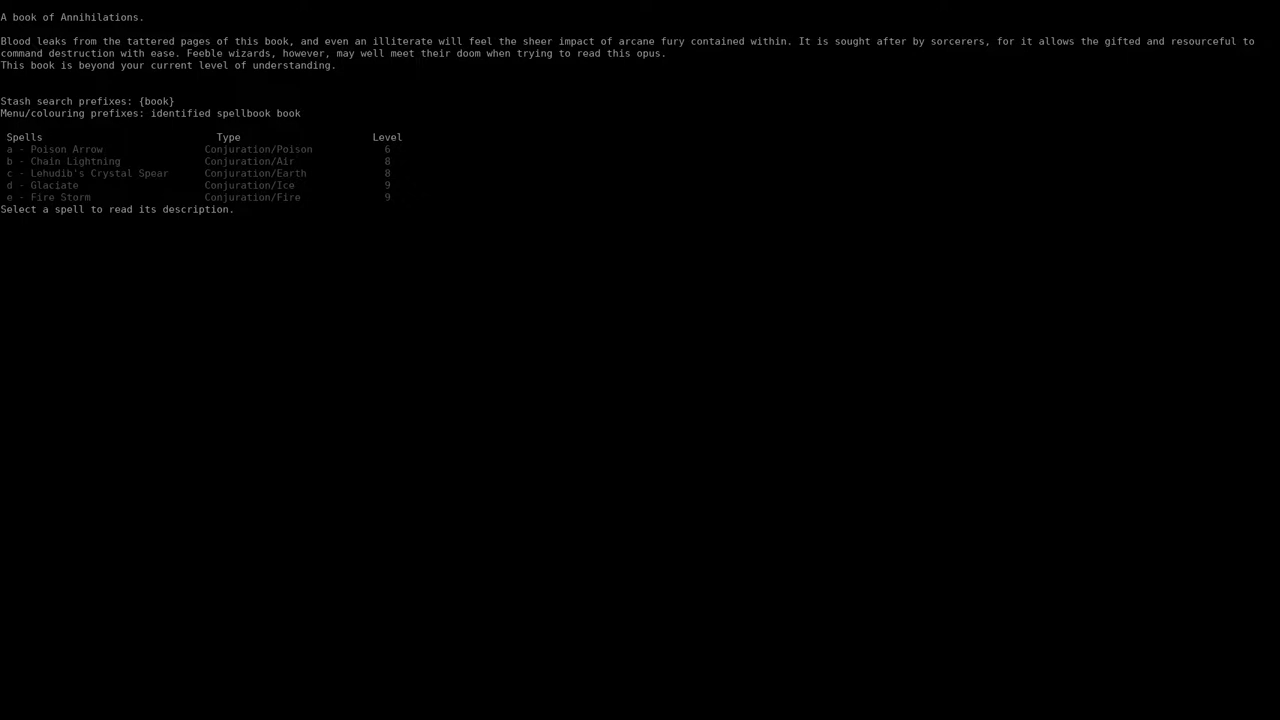 A book of Annihilations.
Blood leaks from the tattered pages of this book, and even an illiterate will feel the sheer impact of arcane fury contained within. It is sought after by sorcerers, for it allows the gifted and resourceful to
command destruction with ease. Feeble wizards, however, may well meet their doom when trying to read this opus.
This book is beyond your current level of understanding.
Stash search prefixes: {book}
Menu/colouring prefixes: identified spellbook book
Spells Type Level
a - Poison Arrow Conjuration/Poison 6
b - Chain Lightning Conjuration/Air 8
c - Lehudib's Crystal Spear Conjuration/Earth 8
d - Glaciate Conjuration/Ice 9
e - Fire Storm Conjuration/Fire 9
Select a spell to read its description.